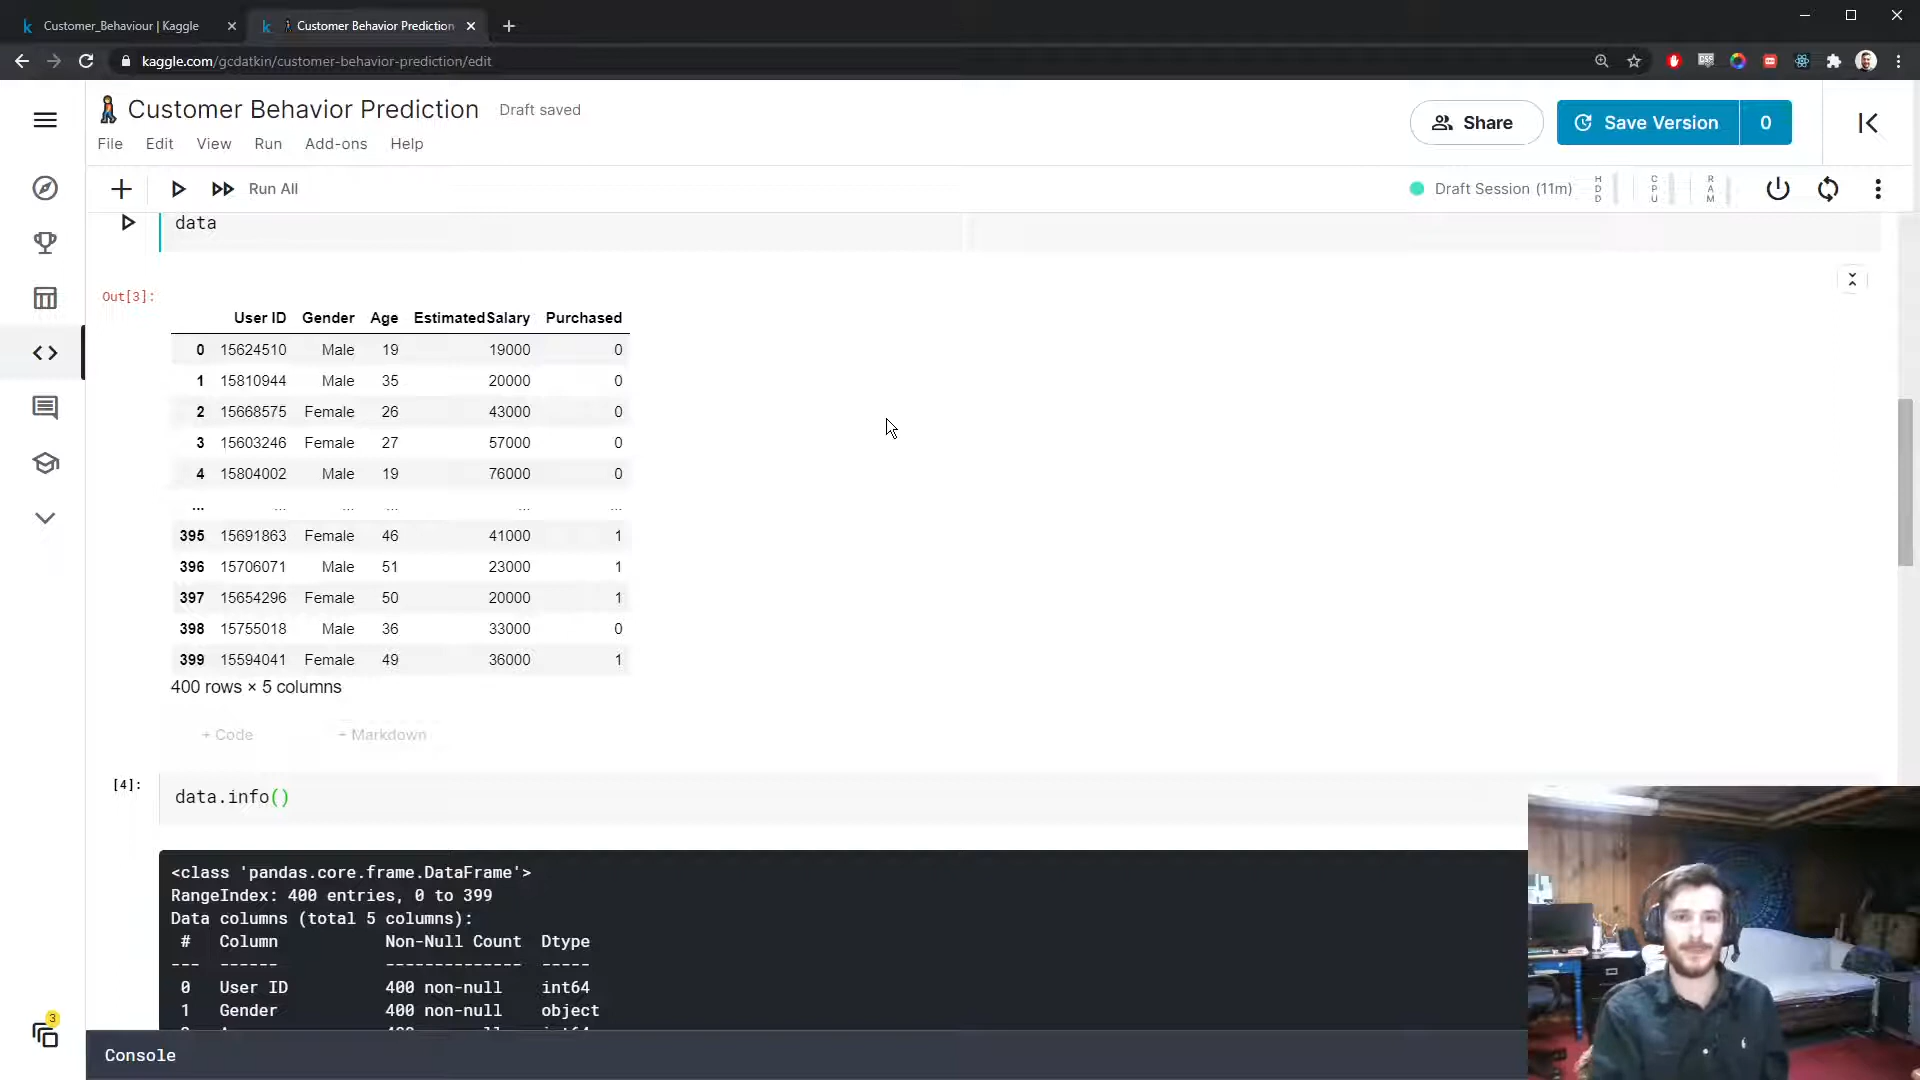 Customer_Behaviour | Kaggle
Customer Behavior Prediction
kaggle.com/gcdatkin/customer-behavior-prediction/edit
Customer Behavior Prediction Draft saved
Share
Save Version 0
File Edit View Run Add-ons Help
Run All
Draft Session (11m) HDD CPU RAM
data
Out[3]:
User ID Gender Age EstimatedSalary Purchased
0 15624510 Male 19 19000 0
1 15810944 Male 35 20000 0
2 15668575 Female 26 43000 0
3 15603246 Female 27 57000 0
4 15804002 Male 19 76000 0
... ... ... ... ... ...
395 15691863 Female 46 41000 1
396 15706071 Male 51 23000 1
397 15654296 Female 50 20000 1
398 15755018 Male 36 33000 0
399 15594041 Female 49 36000 1
400 rows × 5 columns
+ Code + Markdown
[4]:
data.info()
<class 'pandas.core.frame.DataFrame'>
RangeIndex: 400 entries, 0 to 399
Data columns (total 5 columns):
# Column Non-Null Count Dtype
--- ------ -------------- -----
0 User ID 400 non-null int64
1 Gender 400 non-null object
3
Console